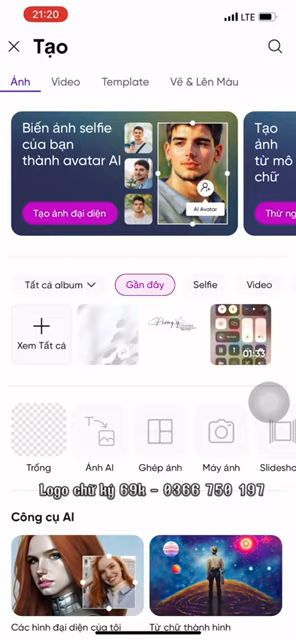 21:20
LTE
Tạo
Ảnh
Video
Template
Vẽ & Lên Màu
Biến ảnh selfie
của bạn
thành avatar AI
Tạo ảnh đại diện
AI Avatar
Tạo
ảnh
từ mô
chữ
Thử ng
Tất cả album
Gần đây
Selfie
Video
Xem Tất cả
01:33
Trống
Ảnh AI
Ghép ảnh
Máy ảnh
Slidesho
Logo chữ ký 69k - 0366 750 197
Công cụ AI
Các hình đại diện của tôi
Từ chữ thành hình